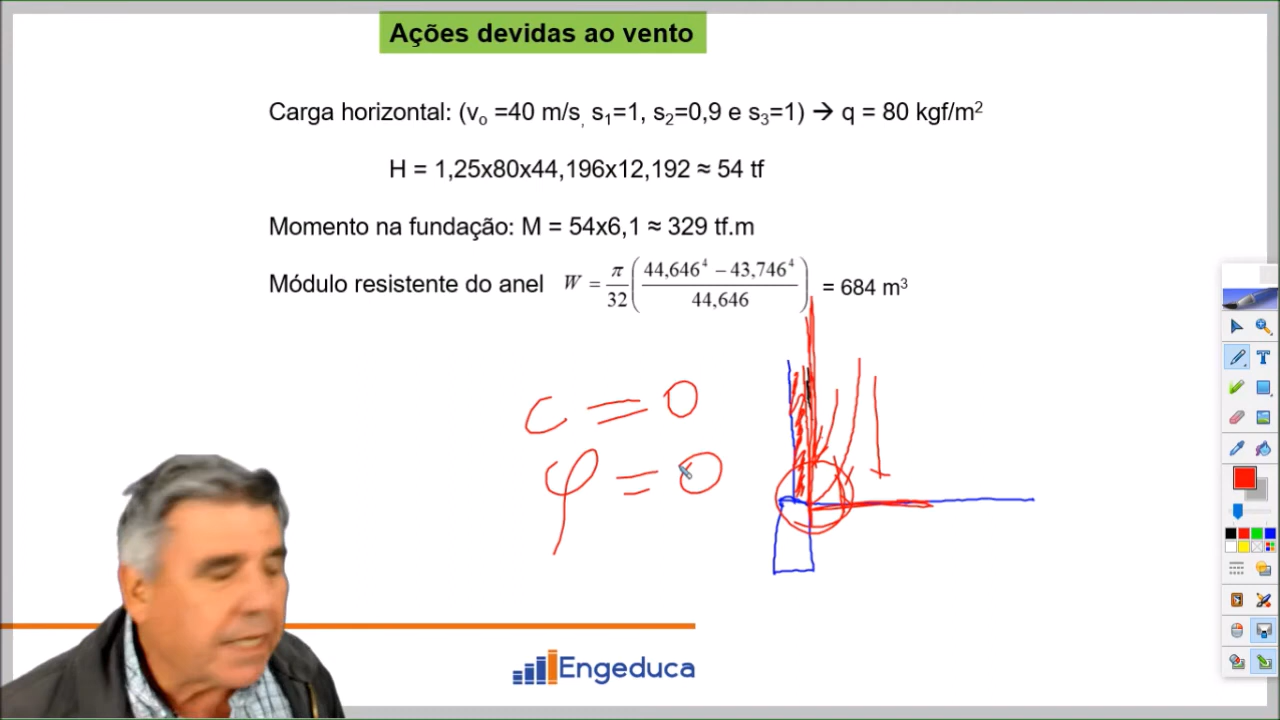 Ações devidas ao vento
Carga horizontal: (vₒ =40 m/s, s₁=1, s₂=0,9 e s₃=1) → q = 80 kgf/m²
H = 1,25x80x44,196x12,192 ≈ 54 tf
Momento na fundação: M = 54x6,1 ≈ 329 tf.m
Módulo resistente do anel W = π/32 (44,646⁴ − 43,746⁴ / 44,646) = 684 m³
c = 0
φ = 0
Engeduca